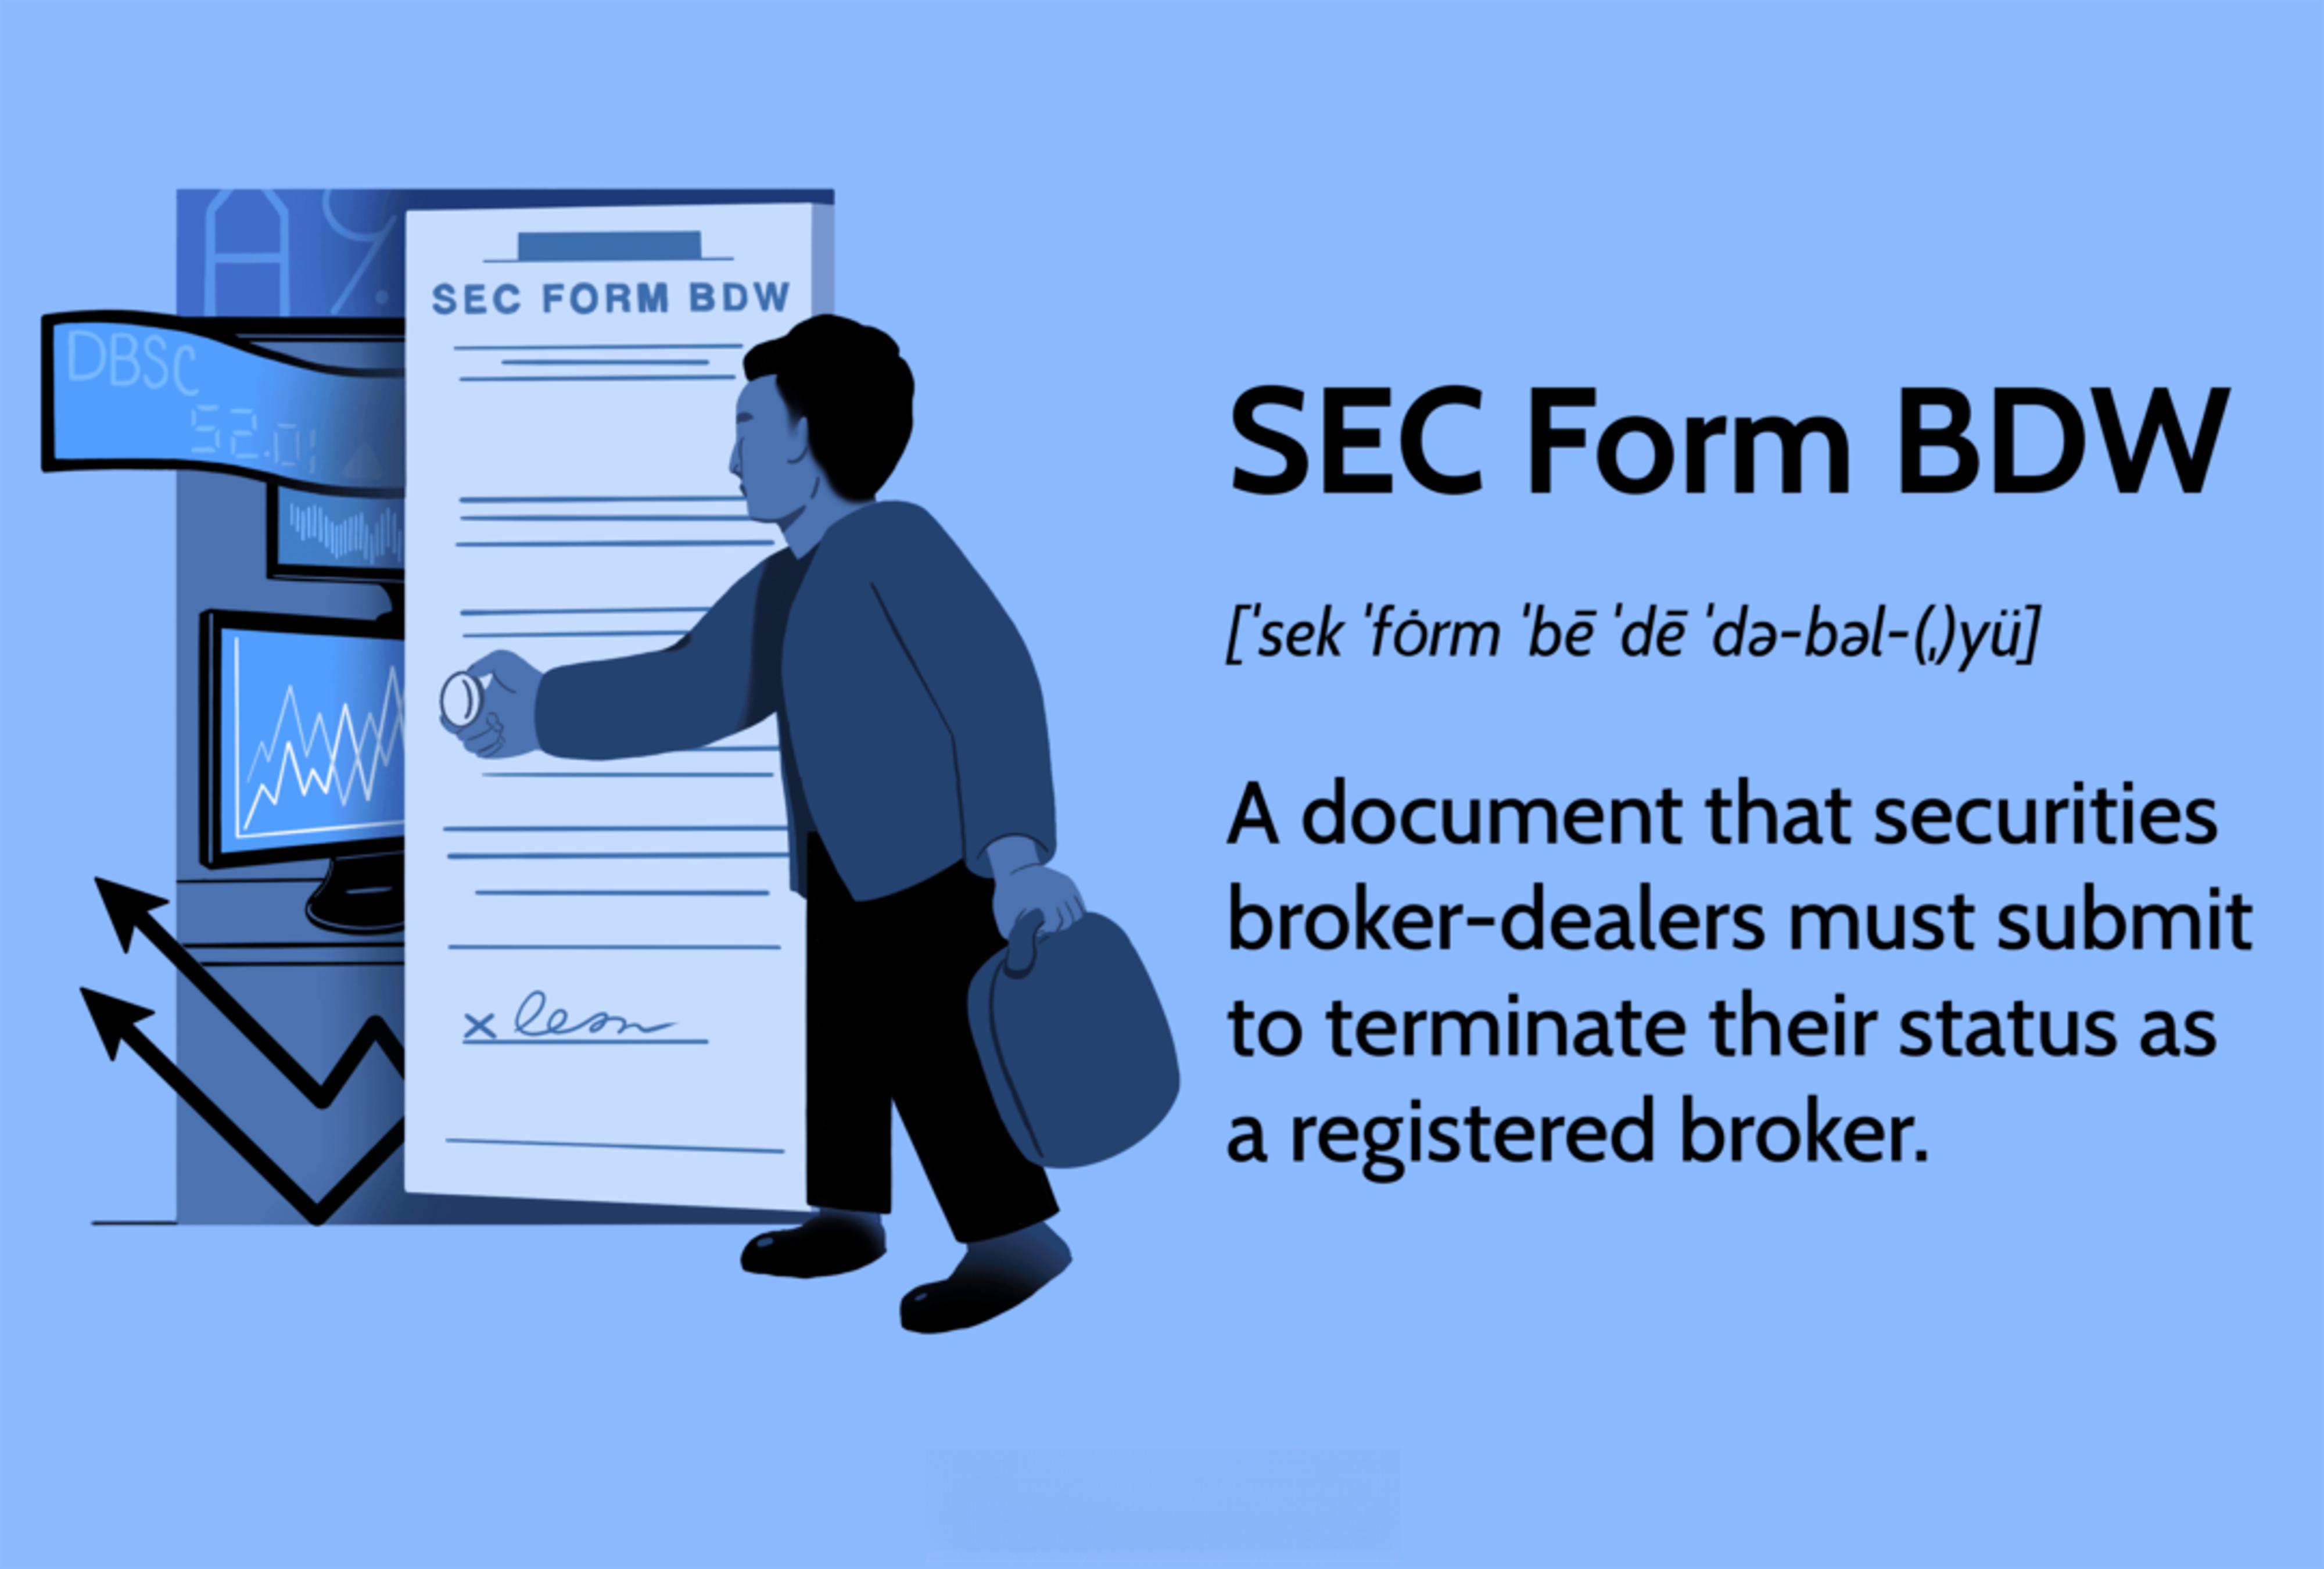 A %
DBSC
52.01
SEC FORM BDW
x
SEC Form BDW
[ˈsek ˈfȯrm ˈbē ˈdē ˈdə-bəl-(ˌ)yü]
A document that securities
broker-dealers must submit
to terminate their status as
a registered broker.